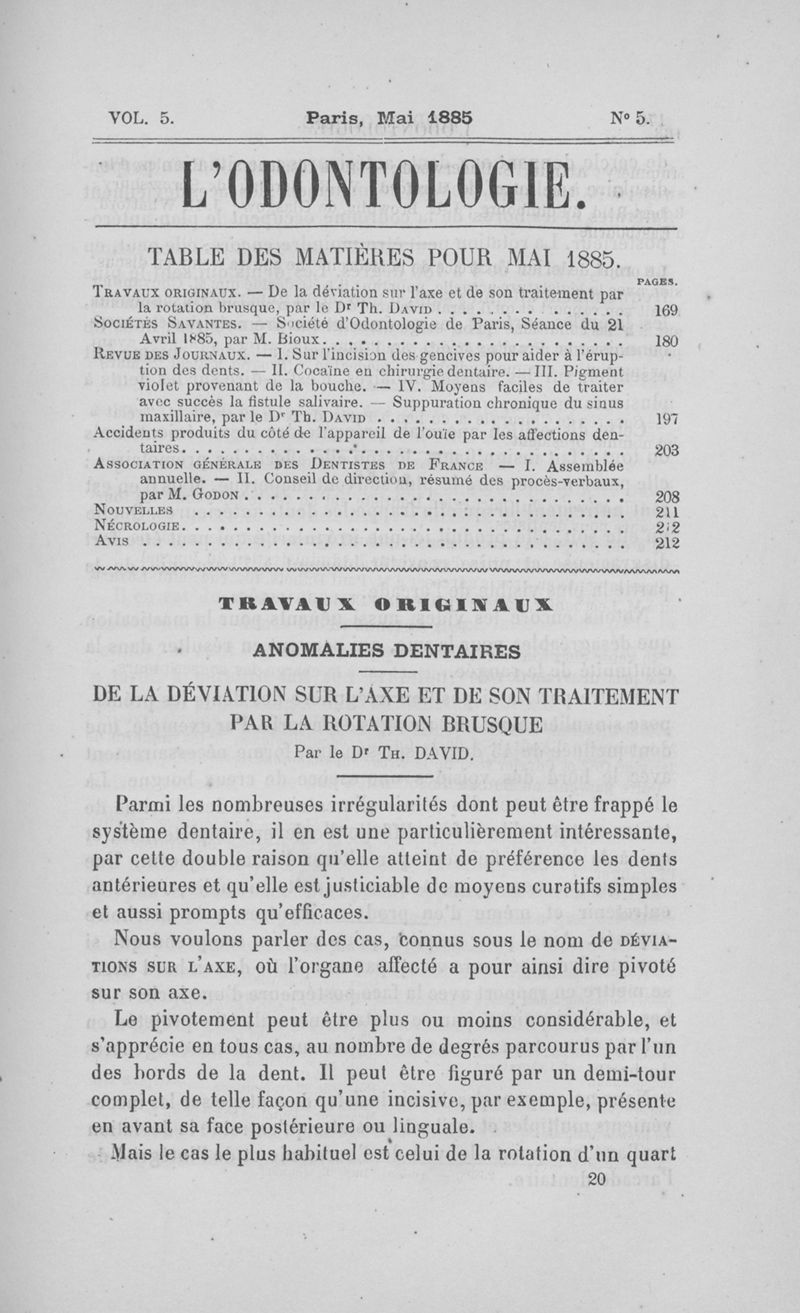 VOL. 5. Paris, Mai 1885 N° 5.
L'ODONTOLOGIE.
TABLE DES MATIÈRES POUR MAI 1885.
PAGES.
TRAVAUX ORIGINAUX. — De la déviation sur l'axe et de son traitement par
la rotation brusque, par le Dr Th. DAVID . . . . . . . . . . . . . . . 169
SOCIÉTÉS SAVANTES. — Société d'Odontologie de Paris, Séance du 21
Avril 1885, par M. Bioux. . . . . . . . . . . . . . . . . . . . . . . . 180
REVUE DES JOURNAUX. — I. Sur l'incision des gencives pour aider à l'érup-
tion des dents. — II. Cocaïne en chirurgie dentaire. — III. Pigment
violet provenant de la bouche. — IV. Moyens faciles de traiter
avec succès la fistule salivaire. — Suppuration chronique du sinus
maxillaire, par le Dr Th. DAVID . . . . . . . . . . . . . . . . . . . 197
Accidents produits du côté de l'appareil de l'ouïe par les affections den-
taires. . . . . . . . . . . . . . . . . . . . . . . . . . . . . . . . . . 203
ASSOCIATION GÉNÉRALE DES DENTISTES DE FRANCE — I. Assemblée
annuelle. — II. Conseil de direction, résumé des procès-verbaux,
par M. GODON . . . . . . . . . . . . . . . . . . . . . . . . . . . . . 208
NOUVELLES . . . . . . . . . . . . . . . . . . . . . . . . . . . . . . . . 211
NÉCROLOGIE. . . . . . . . . . . . . . . . . . . . . . . . . . . . . . . . 212
AVIS . . . . . . . . . . . . . . . . . . . . . . . . . . . . . . . . . . . 212
TRAVAUX ORIGINAUX
ANOMALIES DENTAIRES
DE LA DÉVIATION SUR L'AXE ET DE SON TRAITEMENT
PAR LA ROTATION BRUSQUE
Par le Dr TH. DAVID.
Parmi les nombreuses irrégularités dont peut être frappé le
système dentaire, il en est une particulièrement intéressante,
par cette double raison qu'elle atteint de préférence les dents
antérieures et qu'elle est justiciable de moyens curatifs simples
et aussi prompts qu'efficaces.
Nous voulons parler des cas, connus sous le nom de DÉVIA-
TIONS SUR L'AXE, où l'organe affecté a pour ainsi dire pivoté
sur son axe.
Le pivotement peut être plus ou moins considérable, et
s'apprécie en tous cas, au nombre de degrés parcourus par l'un
des bords de la dent. Il peut être figuré par un demi-tour
complet, de telle façon qu'une incisive, par exemple, présente
en avant sa face postérieure ou linguale.
Mais le cas le plus habituel est celui de la rotation d'un quart
20